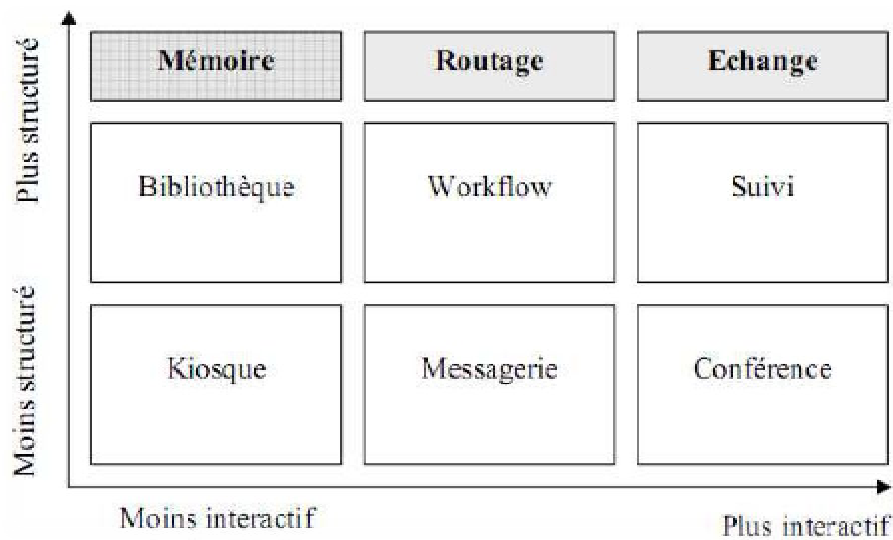 Plus structuré
Mémoire Routage Echange
Bibliothèque Workflow Suivi
Moins structuré
Kiosque Messagerie Conférence
Moins interactif
Plus interactif